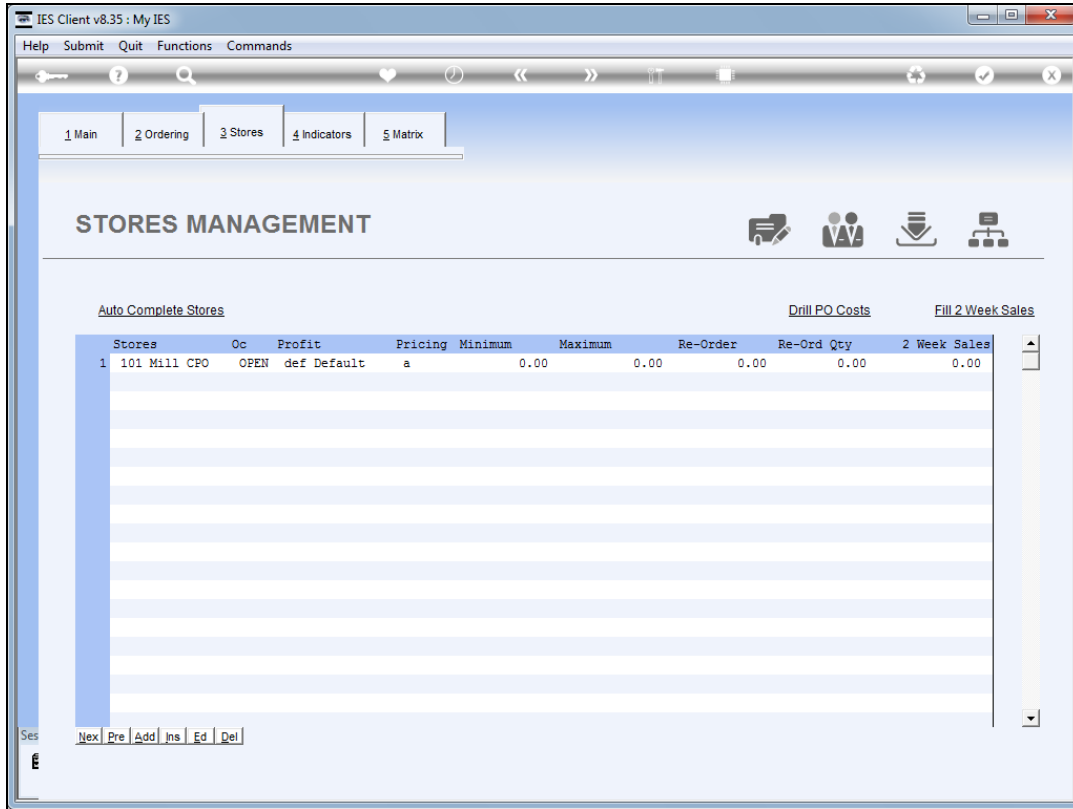 IES Client v8.35 : My IES
Help Submit Quit Functions Commands
1 Main 2 Ordering 3 Stores 4 Indicators 5 Matrix
STORES MANAGEMENT
Auto Complete Stores Drill PO Costs Fill 2 Week Sales
Stores Oc Profit Pricing Minimum Maximum Re-Order Re-Ord Qty 2 Week Sales
1 101 Mill CPO OPEN def Default a 0.00 0.00 0.00 0.00 0.00
Ses Nex Pre Add Ins Ed Del